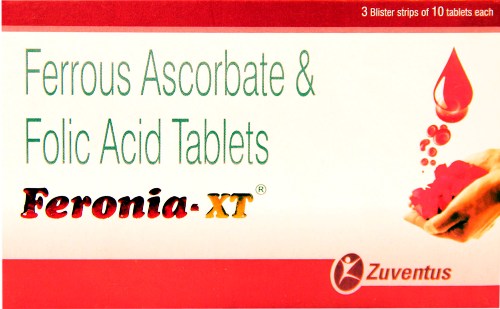 3 Blister strips of 10 tablets each
Ferrous Ascorbate &
Folic Acid Tablets
Feronia-XT®
Zuventus